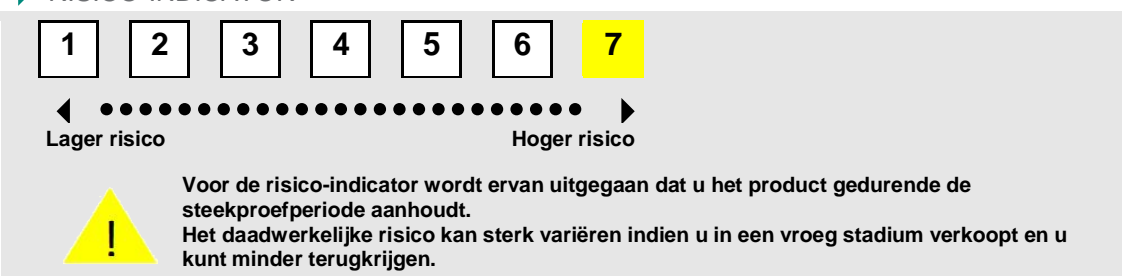 RISICO-INDICATOR
1 2 3 4 5 6 7
Lager risico Hoger risico
Voor de risico-indicator wordt ervan uitgegaan dat u het product gedurende de
steekproefperiode aanhoudt.
! Het daadwerkelijke risico kan sterk variëren indien u in een vroeg stadium verkoopt en u
kunt minder terugkrijgen.